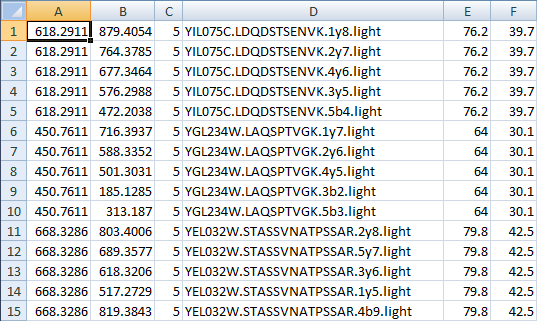 A B C D E F
1 618.2911 879.4054 5 YIL075C.LDQDSTSENVK.1y8.light 76.2 39.7
2 618.2911 764.3785 5 YIL075C.LDQDSTSENVK.2y7.light 76.2 39.7
3 618.2911 677.3464 5 YIL075C.LDQDSTSENVK.4y6.light 76.2 39.7
4 618.2911 576.2988 5 YIL075C.LDQDSTSENVK.3y5.light 76.2 39.7
5 618.2911 472.2038 5 YIL075C.LDQDSTSENVK.5b4.light 76.2 39.7
6 450.7611 716.3937 5 YGL234W.LAQSPTVGK.1y7.light 64 30.1
7 450.7611 588.3352 5 YGL234W.LAQSPTVGK.2y6.light 64 30.1
8 450.7611 501.3031 5 YGL234W.LAQSPTVGK.4y5.light 64 30.1
9 450.7611 185.1285 5 YGL234W.LAQSPTVGK.3b2.light 64 30.1
10 450.7611 313.187 5 YGL234W.LAQSPTVGK.5b3.light 64 30.1
11 668.3286 803.4006 5 YEL032W.STASSVNATPSSAR.2y8.light 79.8 42.5
12 668.3286 689.3577 5 YEL032W.STASSVNATPSSAR.5y7.light 79.8 42.5
13 668.3286 618.3206 5 YEL032W.STASSVNATPSSAR.3y6.light 79.8 42.5
14 668.3286 517.2729 5 YEL032W.STASSVNATPSSAR.1y5.light 79.8 42.5
15 668.3286 819.3843 5 YEL032W.STASSVNATPSSAR.4b9.light 79.8 42.5